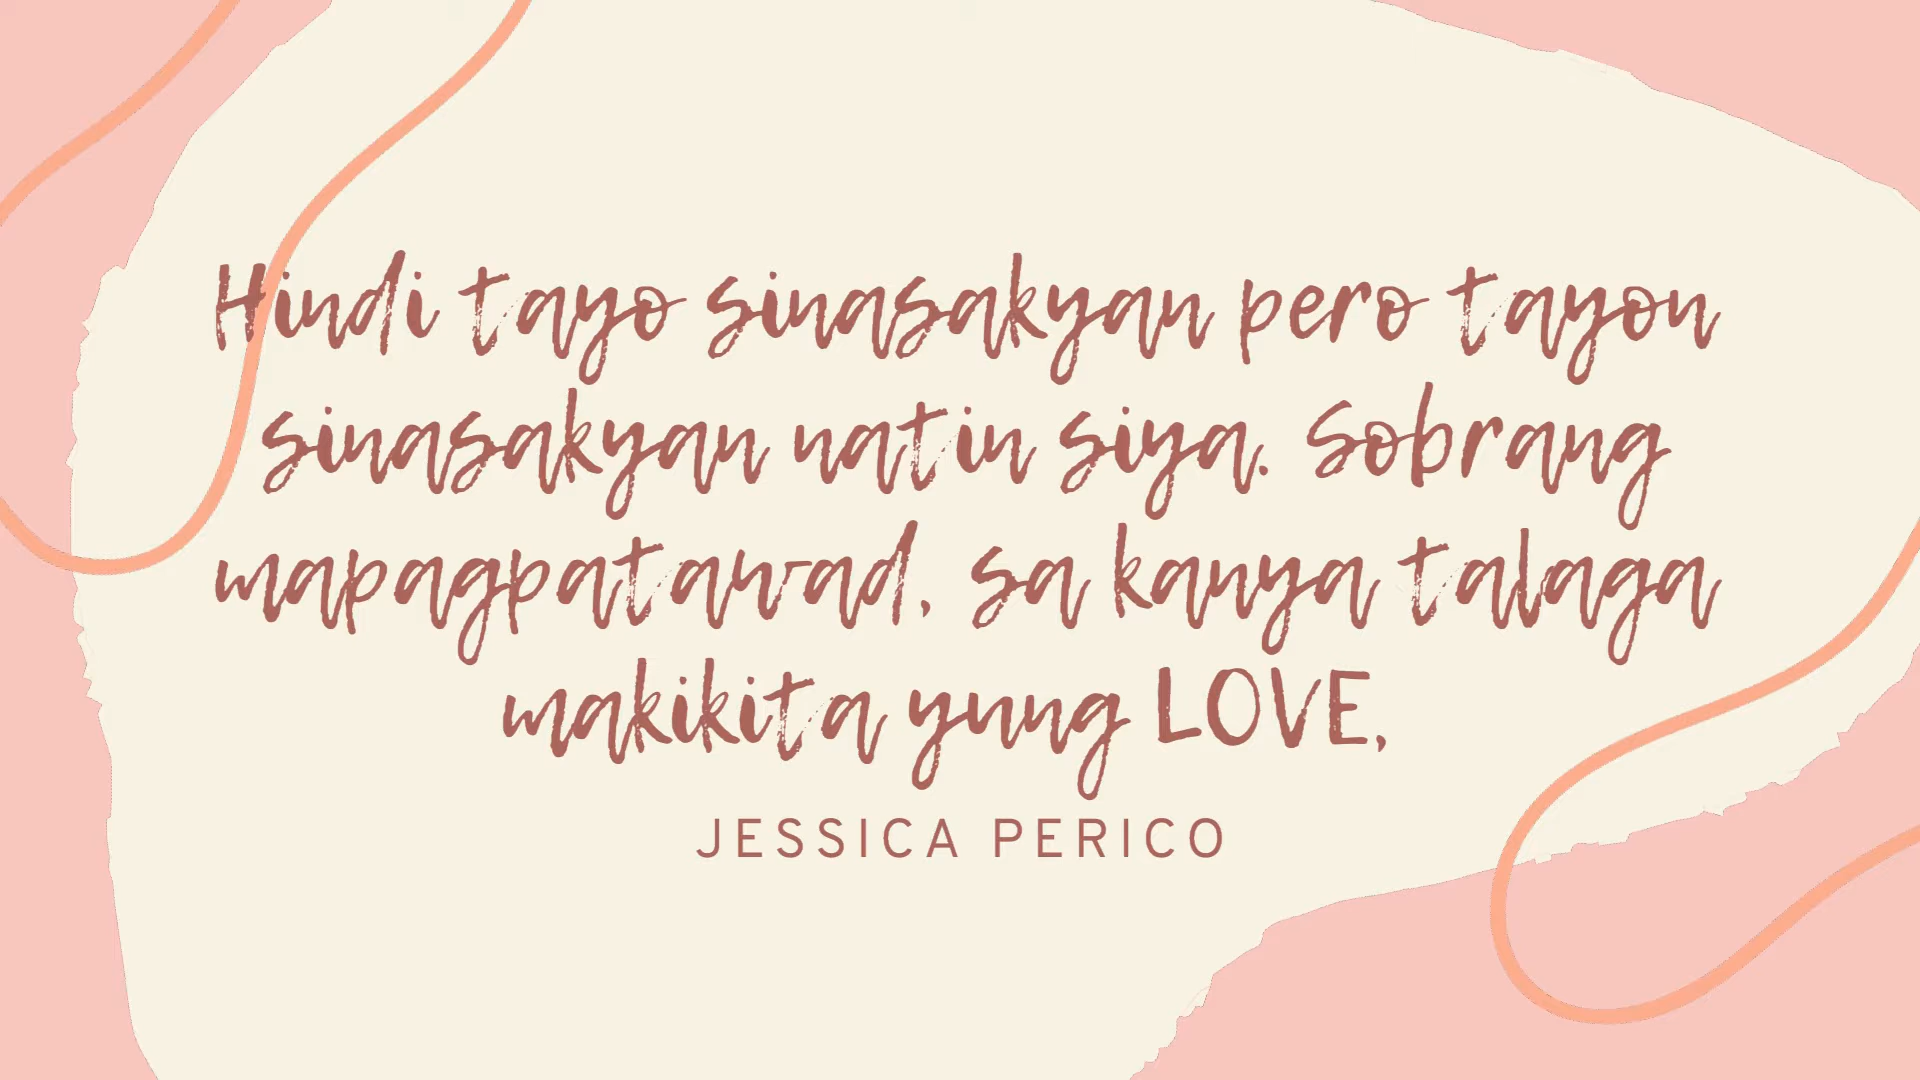 Hindi tayo sinasakyan pero tayon
sinasakyan natin siya. Sobrang
mapagpatawad, sa kanya talaga
makikita yung LOVE,
JESSICA PERICO